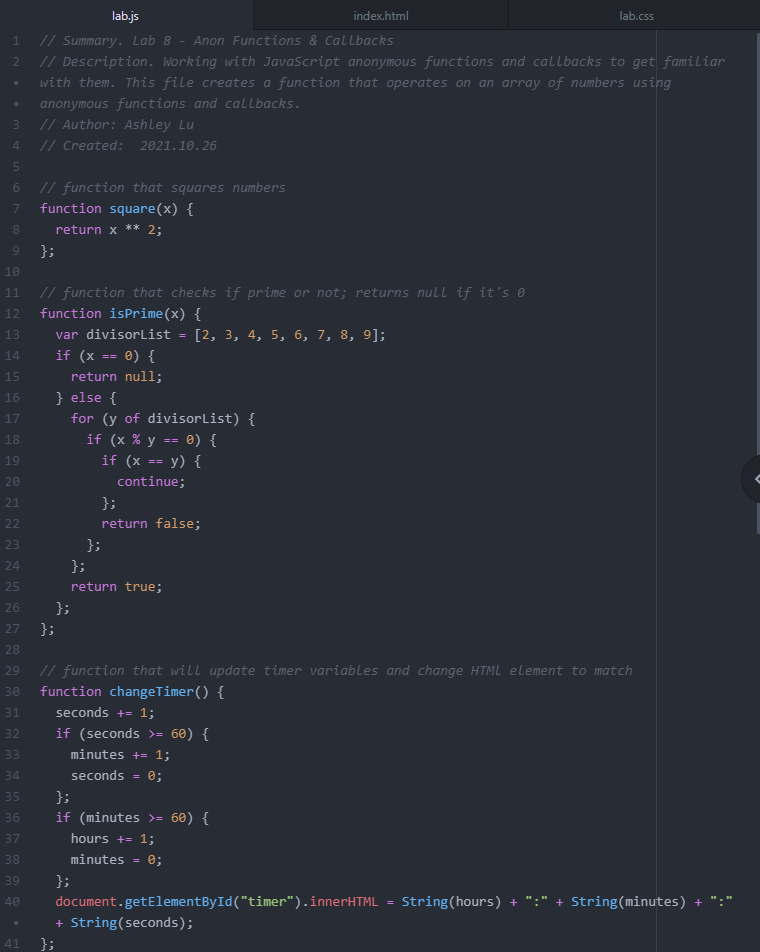 lab.js index.html lab.css
1 // Summary. Lab 8 - Anon Functions & Callbacks
2 // Description. Working with JavaScript anonymous functions and callbacks to get familiar
• with them. This file creates a function that operates on an array of numbers using
• anonymous functions and callbacks.
3 // Author: Ashley Lu
4 // Created:  2021.10.26
5
6 // function that squares numbers
7 function square(x) {
8   return x ** 2;
9 };
10
11 // function that checks if prime or not; returns null if it's 0
12 function isPrime(x) {
13   var divisorList = [2, 3, 4, 5, 6, 7, 8, 9];
14   if (x == 0) {
15     return null;
16   } else {
17     for (y of divisorList) {
18       if (x % y == 0) {
19         if (x == y) {
20           continue;
21         };
22         return false;
23       };
24     };
25     return true;
26   };
27 };
28
29 // function that will update timer variables and change HTMl element to match
30 function changeTimer() {
31   seconds += 1;
32   if (seconds >= 60) {
33     minutes += 1;
34     seconds = 0;
35   };
36   if (minutes >= 60) {
37     hours += 1;
38     minutes = 0;
39   };
40   document.getElementById("timer").innerHTML = String(hours) + ":" + String(minutes) + ":"
•   + String(seconds);
41 };